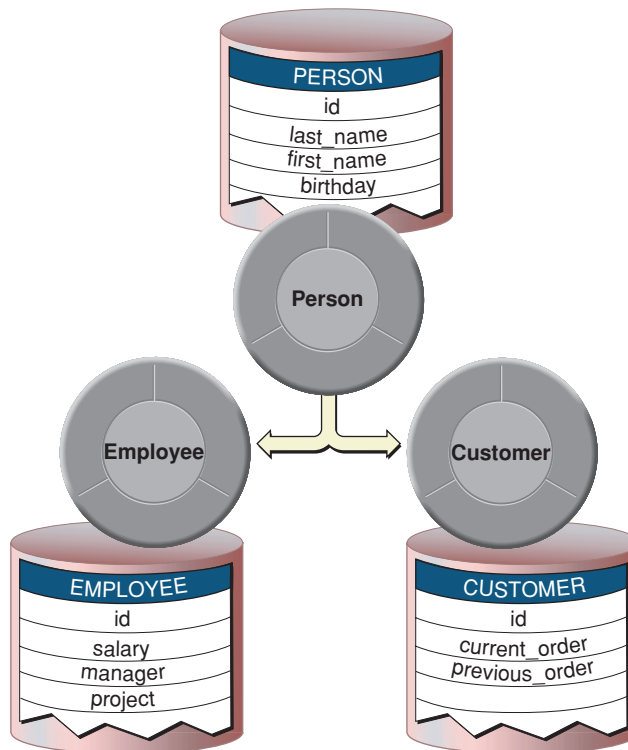 PERSON
id
last_name
first_name
birthday
Person
Employee
Customer
EMPLOYEE
id
salary
manager
project
CUSTOMER
id
current_order
previous_order